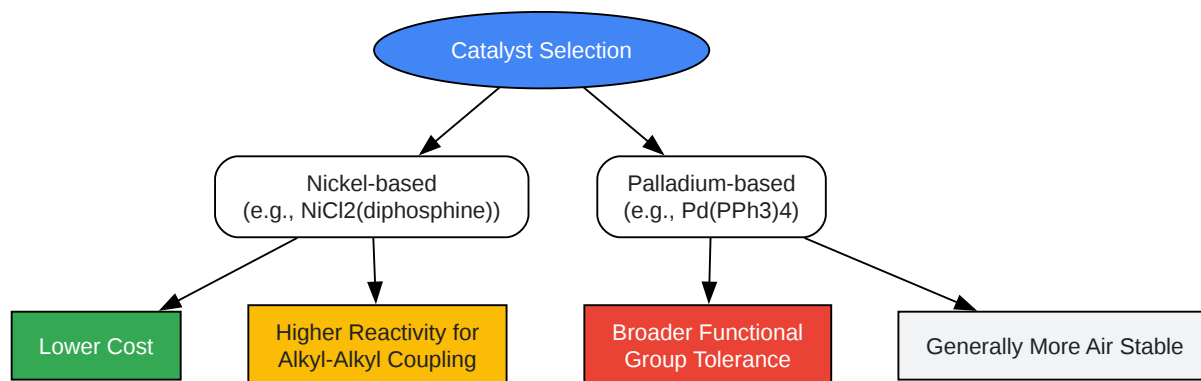 Catalyst Selection
Nickel-based
(e.g., NiCl2(diphosphine))
Palladium-based
(e.g., Pd(PPh3)4)
Lower Cost
Higher Reactivity for
Alkyl-Alkyl Coupling
Broader Functional
Group Tolerance
Generally More Air Stable